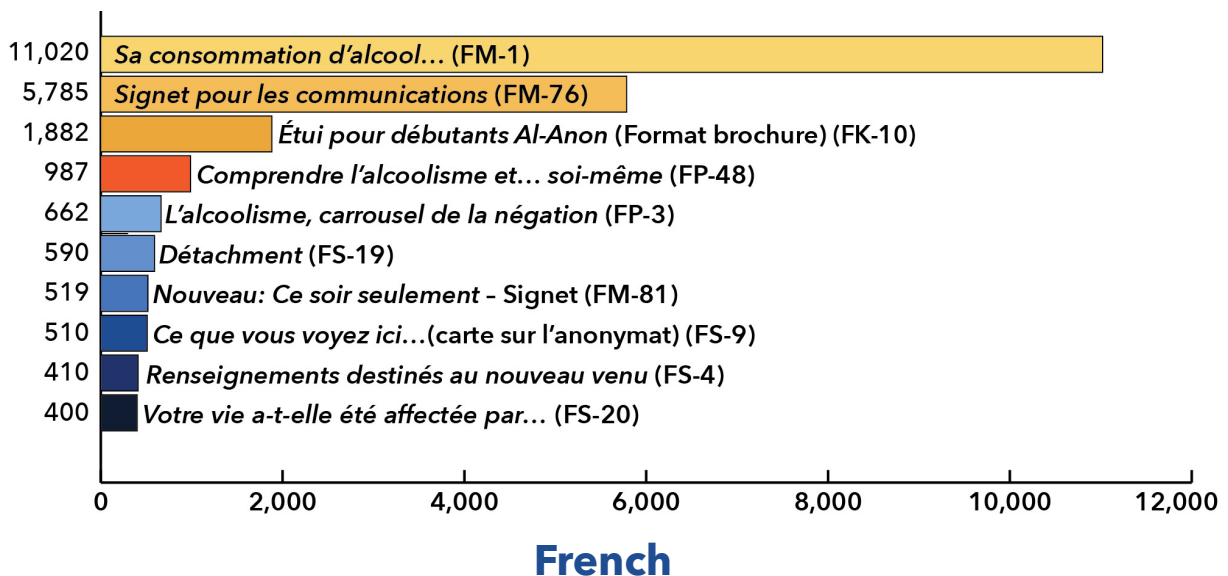 11,020 Sa consommation d'alcool… (FM-1)
5,785 Signet pour les communications (FM-76)
1,882 Étui pour débutants Al-Anon (Format brochure) (FK-10)
987 Comprendre l'alcoolisme et… soi-même (FP-48)
662 L'alcoolisme, carrousel de la négation (FP-3)
590 Détachment (FS-19)
519 Nouveau: Ce soir seulement – Signet (FM-81)
510 Ce que vous voyez ici…(carte sur l'anonymat) (FS-9)
410 Renseignements destinés au nouveau venu (FS-4)
400 Votre vie a-t-elle été affectée par… (FS-20)
0 2,000 4,000 6,000 8,000 10,000 12,000
French